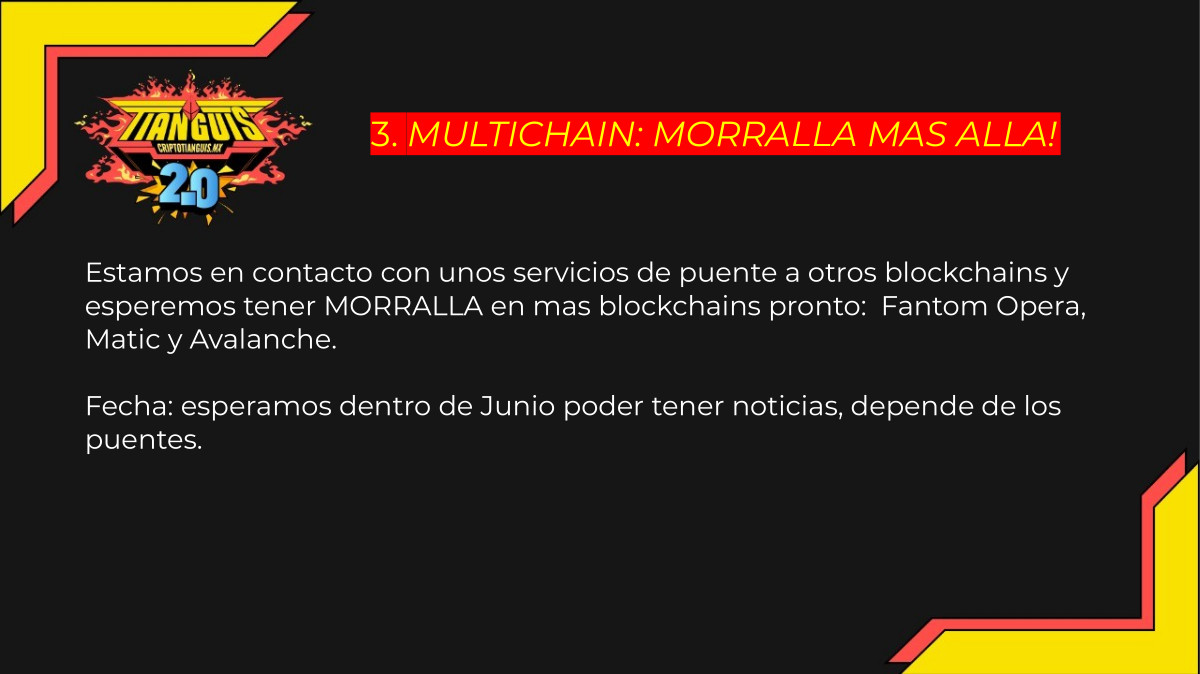 TIANGUIS
CRIPTOTIANGUIS.MX
2.0
3. MULTICHAIN: MORRALLA MAS ALLA!
Estamos en contacto con unos servicios de puente a otros blockchains y
esperemos tener MORRALLA en mas blockchains pronto:  Fantom Opera,
Matic y Avalanche.
Fecha: esperamos dentro de Junio poder tener noticias, depende de los
puentes.